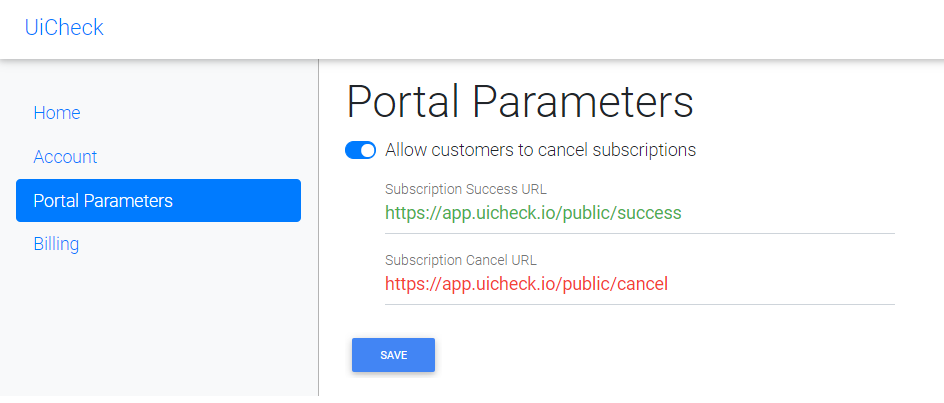 UiCheck
Home
Account
Portal Parameters
Billing
Portal Parameters
Allow customers to cancel subscriptions
Subscription Success URL
https://app.uicheck.io/public/success
Subscription Cancel URL
https://app.uicheck.io/public/cancel
SAVE